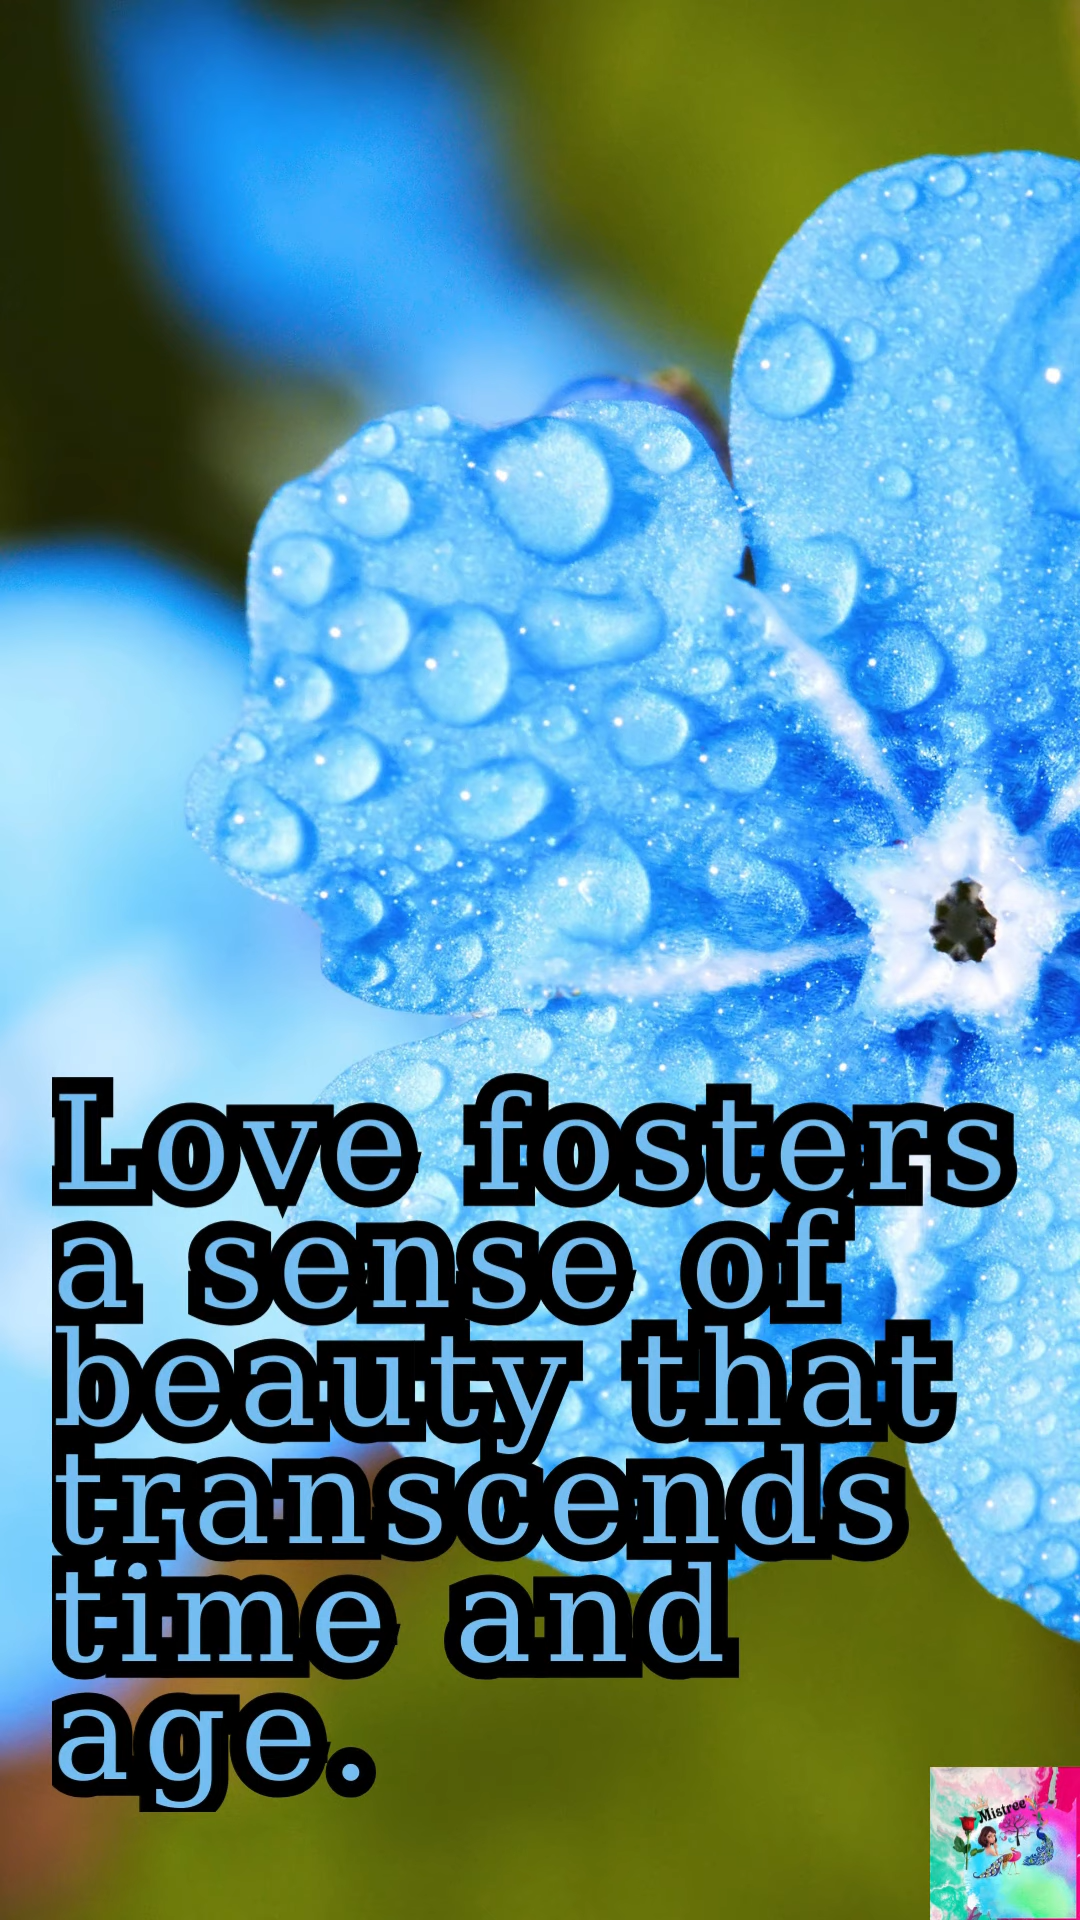 Love fosters
a sense of
beauty that
transcends
time and
age.
Mistree